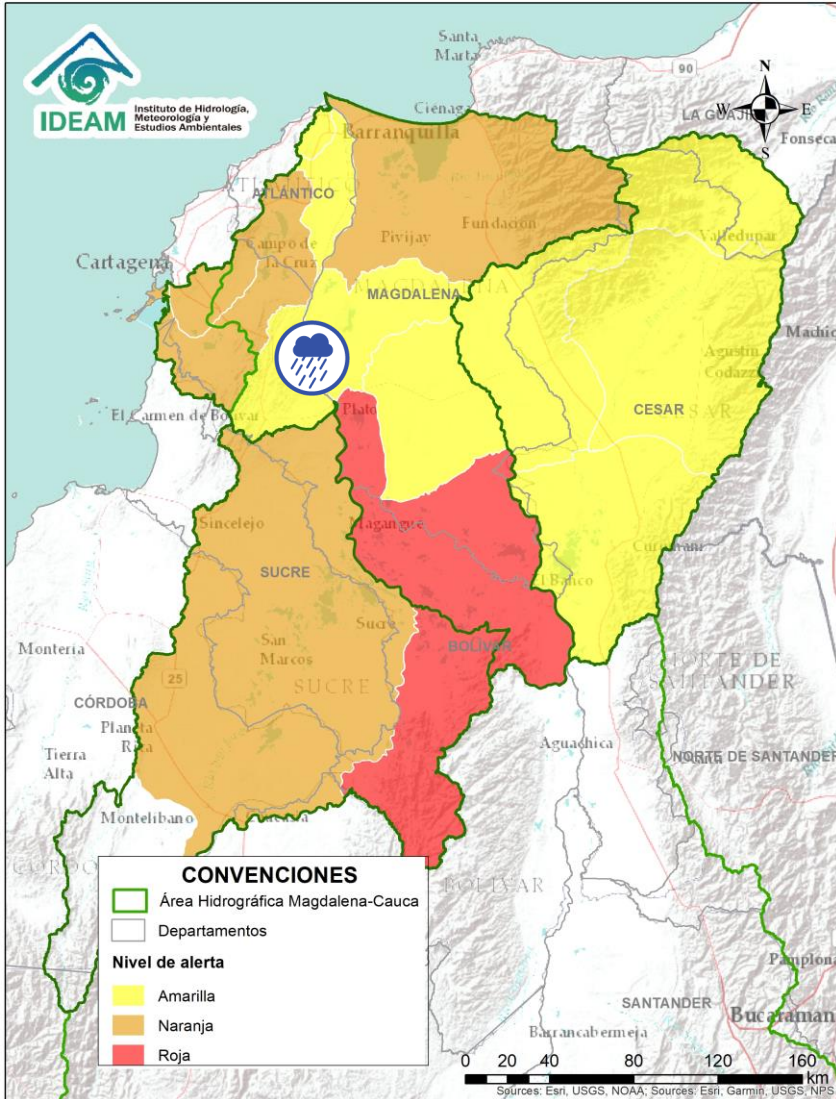 IDEAM
Instituto de Hidrología,
Meteorología y
Estudios Ambientales
Santa
Marta
90
N
W
E
S
Ciénaga
LA GUAJIRA
Fonseca
Barranquilla
ATLÁNTICO
Valledupar
Campo de
la Cruz
Pivijay
Fundación
Cartagena
MAGDALENA
Agustín
Codazzi
CESAR
El Carmen de Bolívar
Plato
Sincelejo
Magangué
Curumaní
SUCRE
El Banco
Sucre
Montería
San
Marcos
BOLÍVAR
NORTE DE
SANTANDER
SUCRE
25
CÓRDOBA
Planeta
Rica
Aguachica
NORTE DE SANTANDER
Tierra
Alta
Montelibano
BOLÍVAR
CONVENCIONES
Área Hidrográfica Magdalena-Cauca
Departamentos
Nivel de alerta
Amarilla
Naranja
Roja
Pamplona
SANTANDER
Bucaraman
Barrancabermeja
0 20 40 80 120 160
km
Sources: Esri, USGS, NOAA; Sources: Esri, Garmin, USGS, NPS